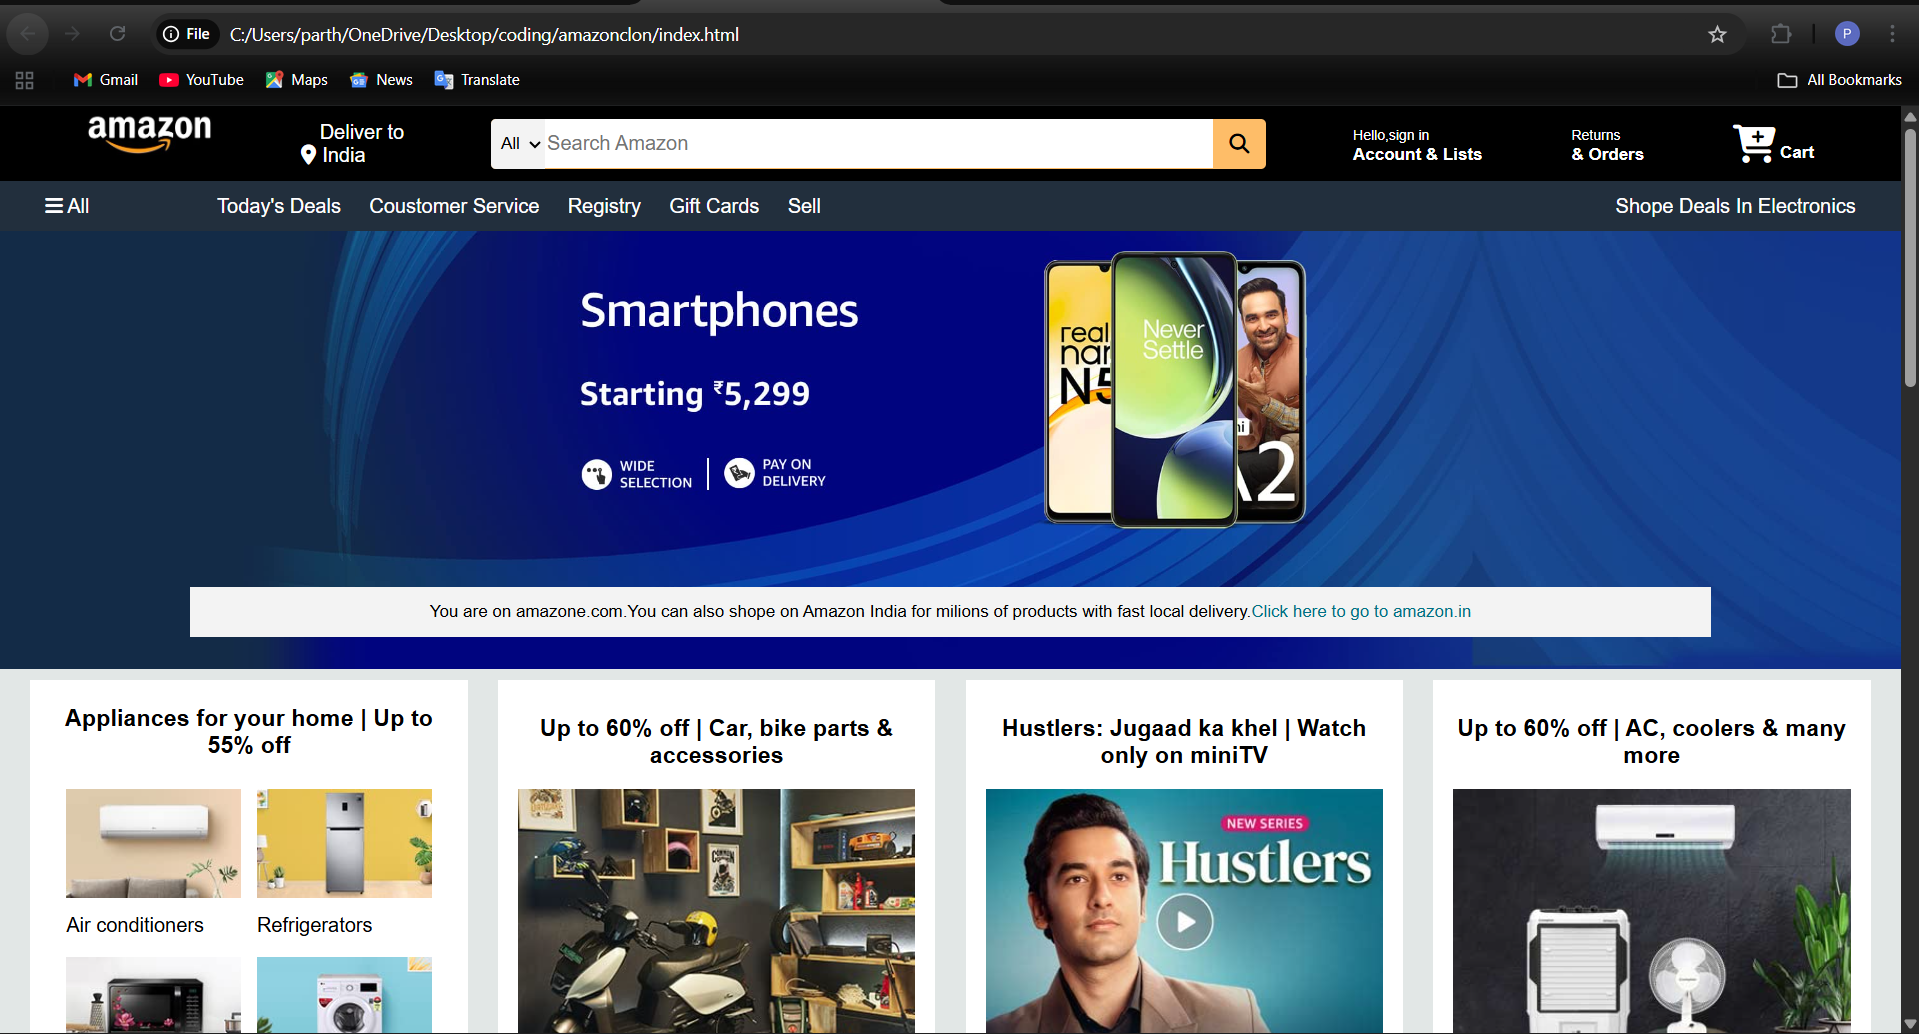 File
C:/Users/parth/OneDrive/Desktop/coding/amazonclon/index.html
P
Gmail
YouTube
Maps
News
Translate
All Bookmarks
amazon
Deliver to
India
All
Search Amazon
Hello,sign in
Account & Lists
Returns
& Orders
Cart
All
Today's Deals
Coustomer Service
Registry
Gift Cards
Sell
Shope Deals In Electronics
Smartphones
Starting ₹5,299
WIDE
SELECTION
PAY ON
DELIVERY
real
nar
N5
Never
Settle
A2
You are on amazone.com.You can also shope on Amazon India for milions of products with fast local delivery.Click here to go to amazon.in
Appliances for your home | Up to
55% off
Up to 60% off | Car, bike parts &
accessories
Hustlers: Jugaad ka khel | Watch
only on miniTV
Up to 60% off | AC, coolers & many
more
NEW SERIES
Hustlers
Air conditioners
Refrigerators